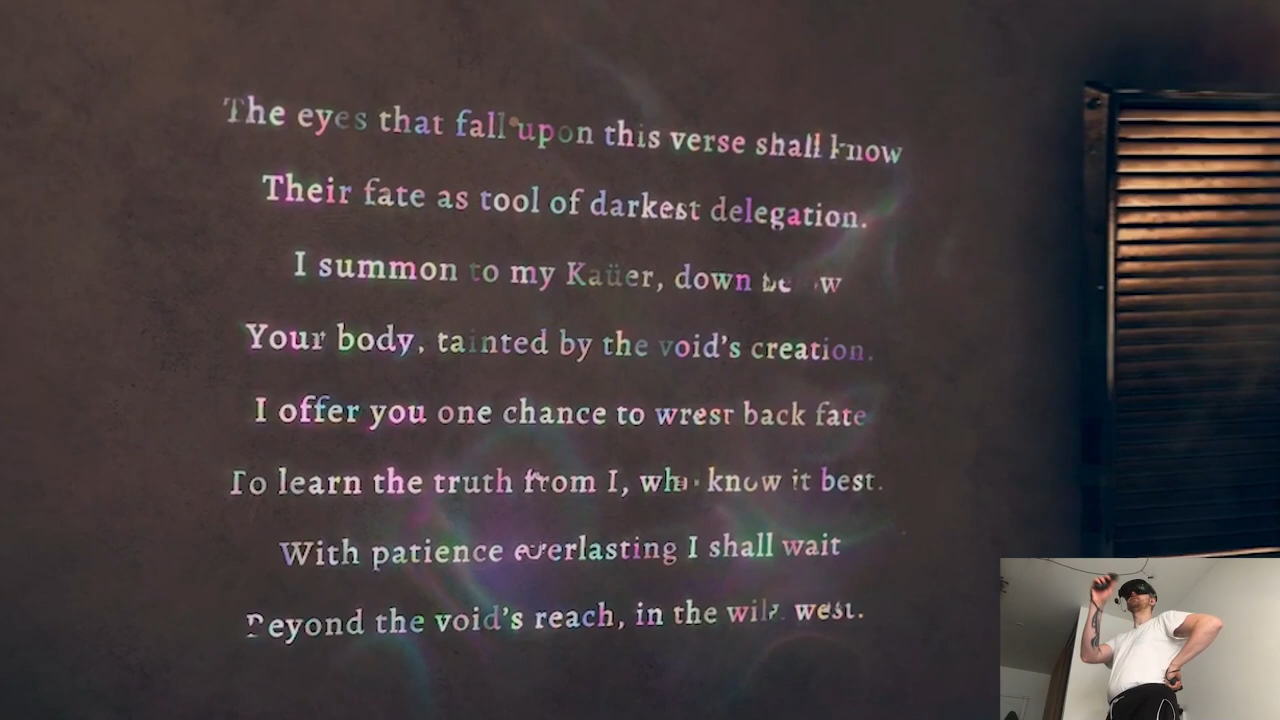 The eyes that fall upon this verse shall know
Their fate as tool of darkest delegation.
I summon to my Kaüer, down below
Your body, tainted by the void's creation.
I offer you one chance to wrest back fate
To learn the truth from I, who know it best.
With patience everlasting I shall wait
Beyond the void's reach, in the wild west.